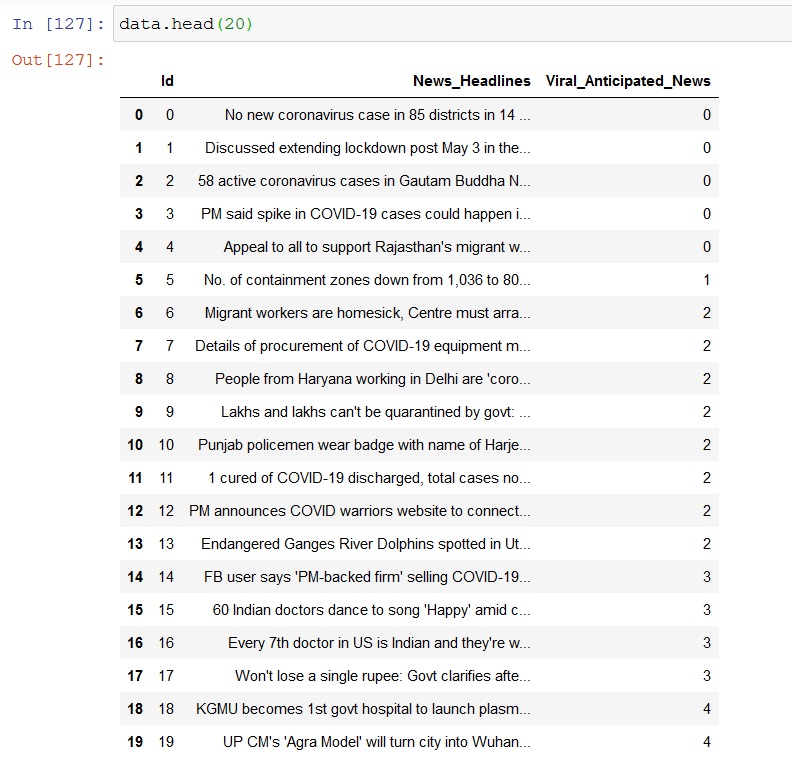 In [127]: data.head(20)
Out[127]:
Id News_Headlines Viral_Anticipated_News
0 0 No new coronavirus case in 85 districts in 14 ... 0
1 1 Discussed extending lockdown post May 3 in the... 0
2 2 58 active coronavirus cases in Gautam Buddha N... 0
3 3 PM said spike in COVID-19 cases could happen i... 0
4 4 Appeal to all to support Rajasthan's migrant w... 0
5 5 No. of containment zones down from 1,036 to 80... 1
6 6 Migrant workers are homesick, Centre must arra... 2
7 7 Details of procurement of COVID-19 equipment m... 2
8 8 People from Haryana working in Delhi are 'coro... 2
9 9 Lakhs and lakhs can't be quarantined by govt: ... 2
10 10 Punjab policemen wear badge with name of Harje... 2
11 11 1 cured of COVID-19 discharged, total cases no... 2
12 12 PM announces COVID warriors website to connect... 2
13 13 Endangered Ganges River Dolphins spotted in Ut... 2
14 14 FB user says 'PM-backed firm' selling COVID-19... 3
15 15 60 Indian doctors dance to song 'Happy' amid c... 3
16 16 Every 7th doctor in US is Indian and they're w... 3
17 17 Won't lose a single rupee: Govt clarifies afte... 3
18 18 KGMU becomes 1st govt hospital to launch plasm... 4
19 19 UP CM's 'Agra Model' will turn city into Wuhan... 4